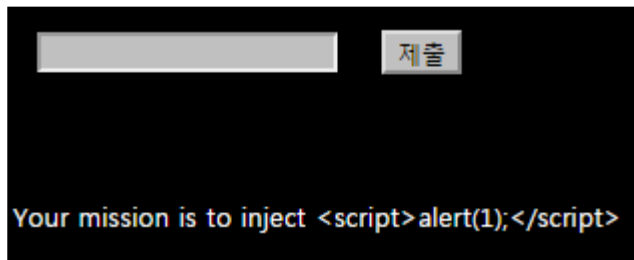 제출
Your mission is to inject <script>alert(1);</script>